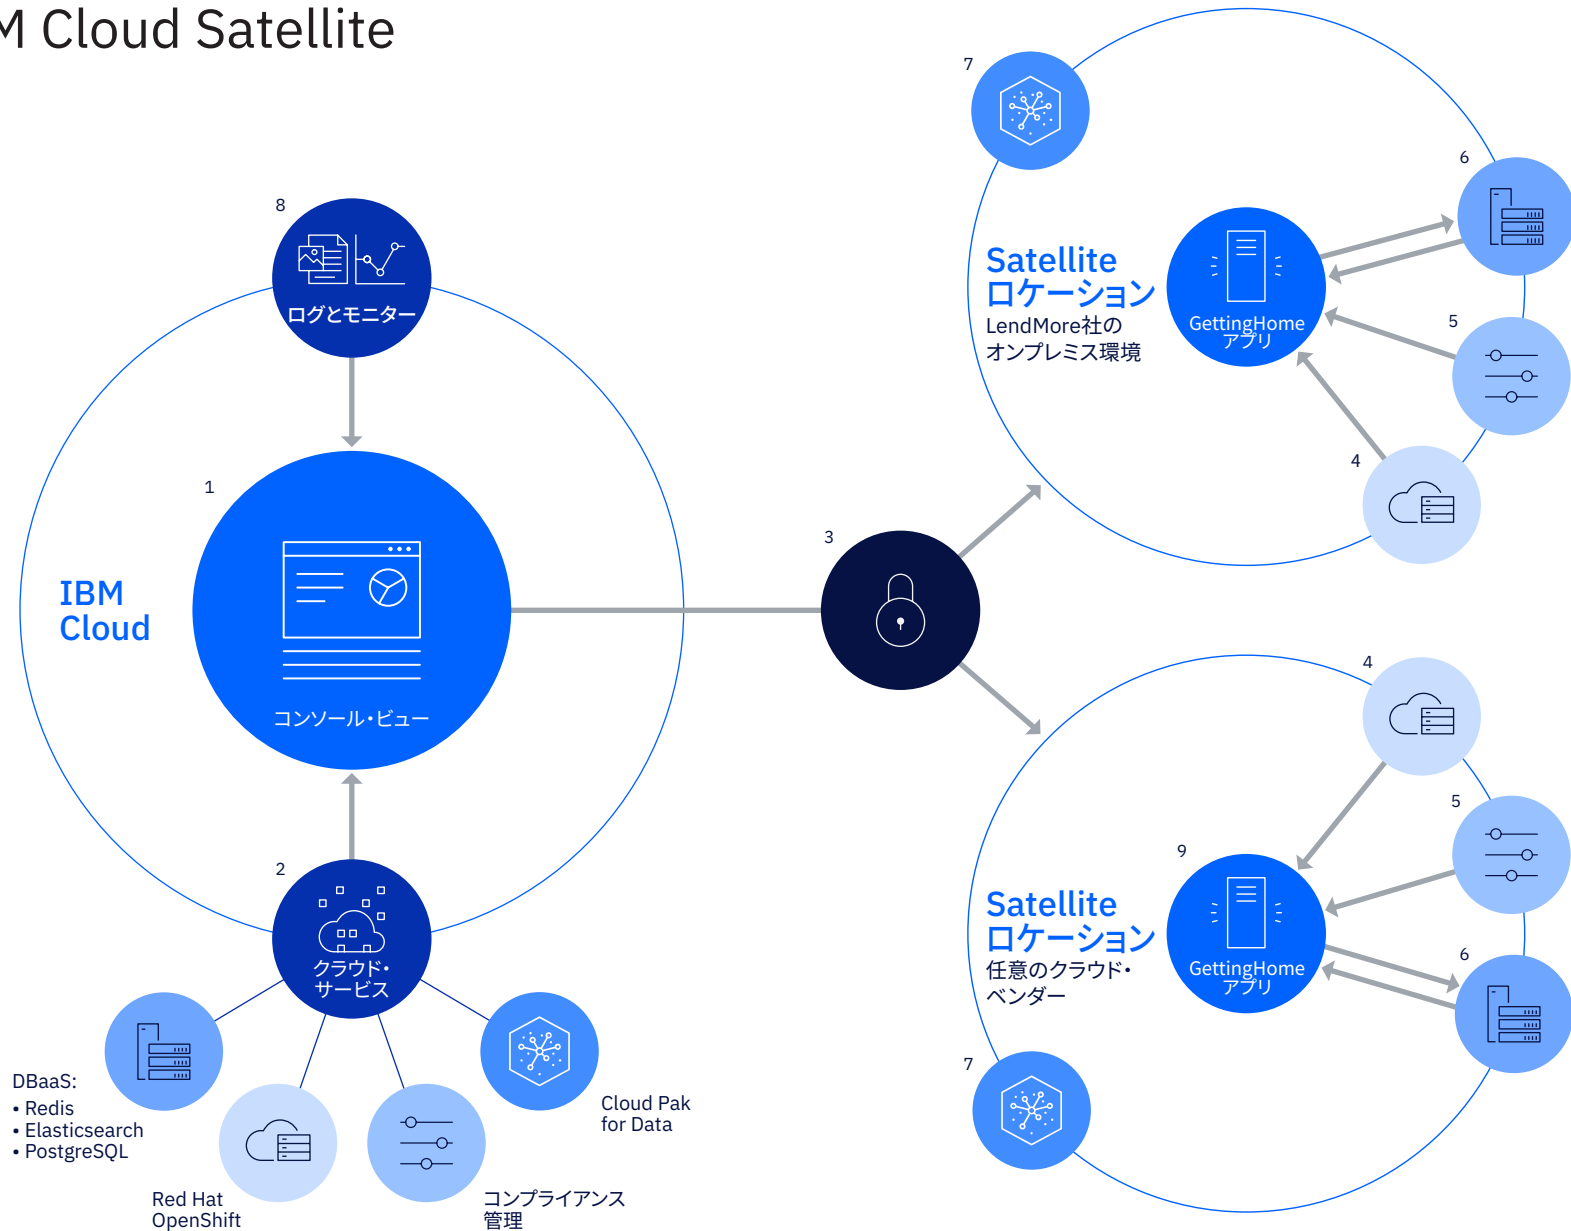 M Cloud Satellite
8
ログとモニター
1
IBM
Cloud
コンソール・ビュー
2
クラウド・
サービス
DBaaS:
• Redis
• Elasticsearch
• PostgreSQL
Red Hat
OpenShift
コンプライアンス
管理
Cloud Pak
for Data
3
7
6
Satellite
ロケーション
LendMore社の
オンプレミス環境
GettingHome
アプリ
5
4
4
5
9
Satellite
ロケーション
任意のクラウド・
ベンダー
GettingHome
アプリ
6
7